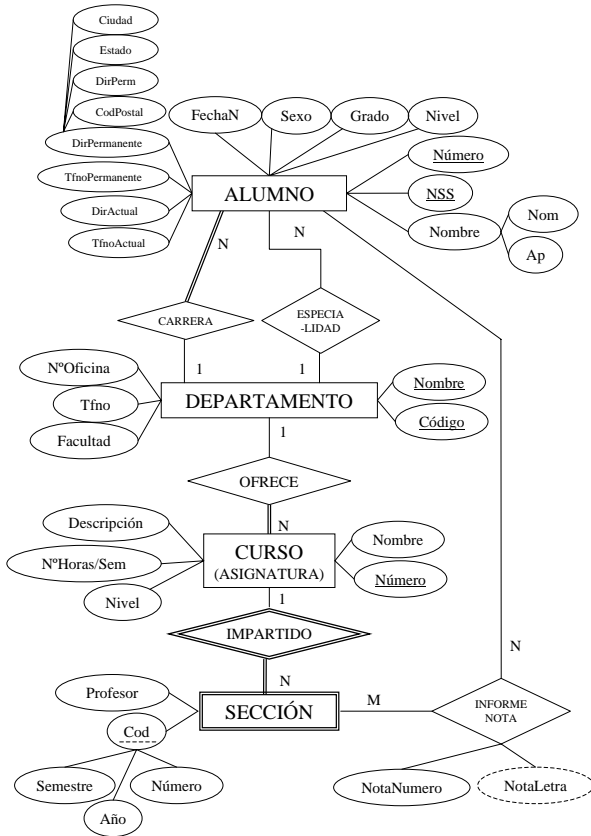 Ciudad
Estado
DirPerm
CodPostal
DirPermanente
TfnoPermanente
DirActual
TfnoActual
FechaN
Sexo
Grado
Nivel
Número
NSS
Nombre
Nom
Ap
ALUMNO
N
N
CARRERA
ESPECIA
-LIDAD
1
1
NºOficina
Tfno
Facultad
DEPARTAMENTO
Nombre
Código
1
OFRECE
N
Descripción
NºHoras/Sem
Nivel
CURSO
(ASIGNATURA)
Nombre
Número
1
IMPARTIDO
N
N
Profesor
SECCIÓN
M
INFORME
NOTA
Cod
Semestre
Año
Número
NotaNumero
NotaLetra